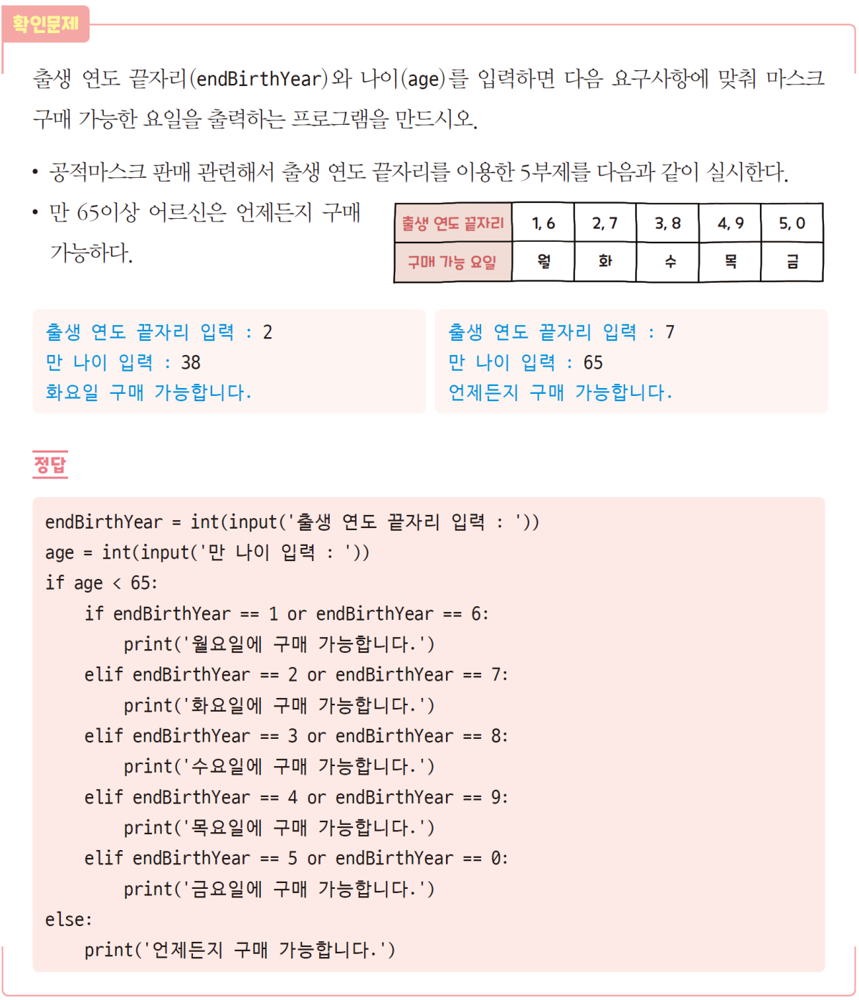 확인문제
출생 연도 끝자리(endBirthYear)와 나이(age)를 입력하면 다음 요구사항에 맞춰 마스크
구매 가능한 요일을 출력하는 프로그램을 만드시오.
• 공적마스크 판매 관련해서 출생 연도 끝자리를 이용한 5부제를 다음과 같이 실시한다.
• 만 65이상 어르신은 언제든지 구매
가능하다.
출생 연도 끝자리 1, 6 2, 7 3, 8 4, 9 5, 0
구매 가능 요일 월 화 수 목 금
출생 연도 끝자리 입력 : 2
만 나이 입력 : 38
화요일 구매 가능합니다.
출생 연도 끝자리 입력 : 7
만 나이 입력 : 65
언제든지 구매 가능합니다.
정답
endBirthYear = int(input('출생 연도 끝자리 입력 : '))
age = int(input('만 나이 입력 : '))
if age < 65:
    if endBirthYear == 1 or endBirthYear == 6:
        print('월요일에 구매 가능합니다.')
    elif endBirthYear == 2 or endBirthYear == 7:
        print('화요일에 구매 가능합니다.')
    elif endBirthYear == 3 or endBirthYear == 8:
        print('수요일에 구매 가능합니다.')
    elif endBirthYear == 4 or endBirthYear == 9:
        print('목요일에 구매 가능합니다.')
    elif endBirthYear == 5 or endBirthYear == 0:
        print('금요일에 구매 가능합니다.')
else:
    print('언제든지 구매 가능합니다.')